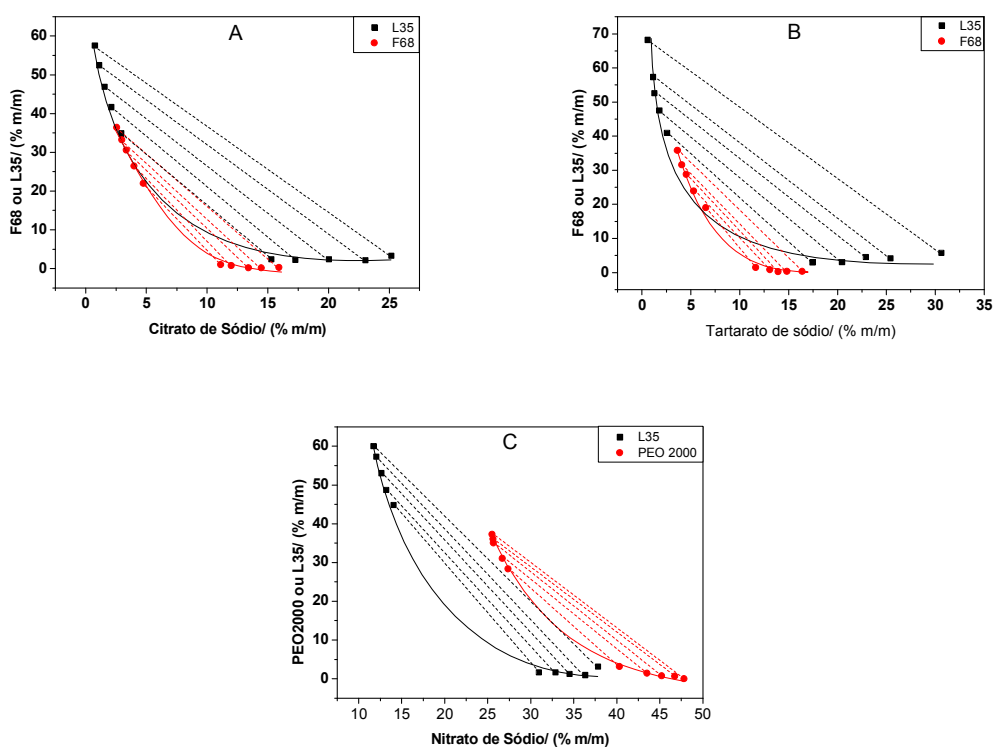 A
L35
F68
60
50
40
30
20
10
0
F68 ou L35/ (% m/m)
0 5 10 15 20 25
Citrato de Sódio/ (% m/m)
B
L35
F68
70
60
50
40
30
20
10
0
F68 ou L35/ (% m/m)
0 5 10 15 20 25 30 35
Tartarato de sódio/ (% m/m)
C
L35
PEO 2000
60
50
40
30
20
10
0
PEO2000 ou L35/ (% m/m)
10 15 20 25 30 35 40 45 50
Nitrato de Sódio/ (% m/m)